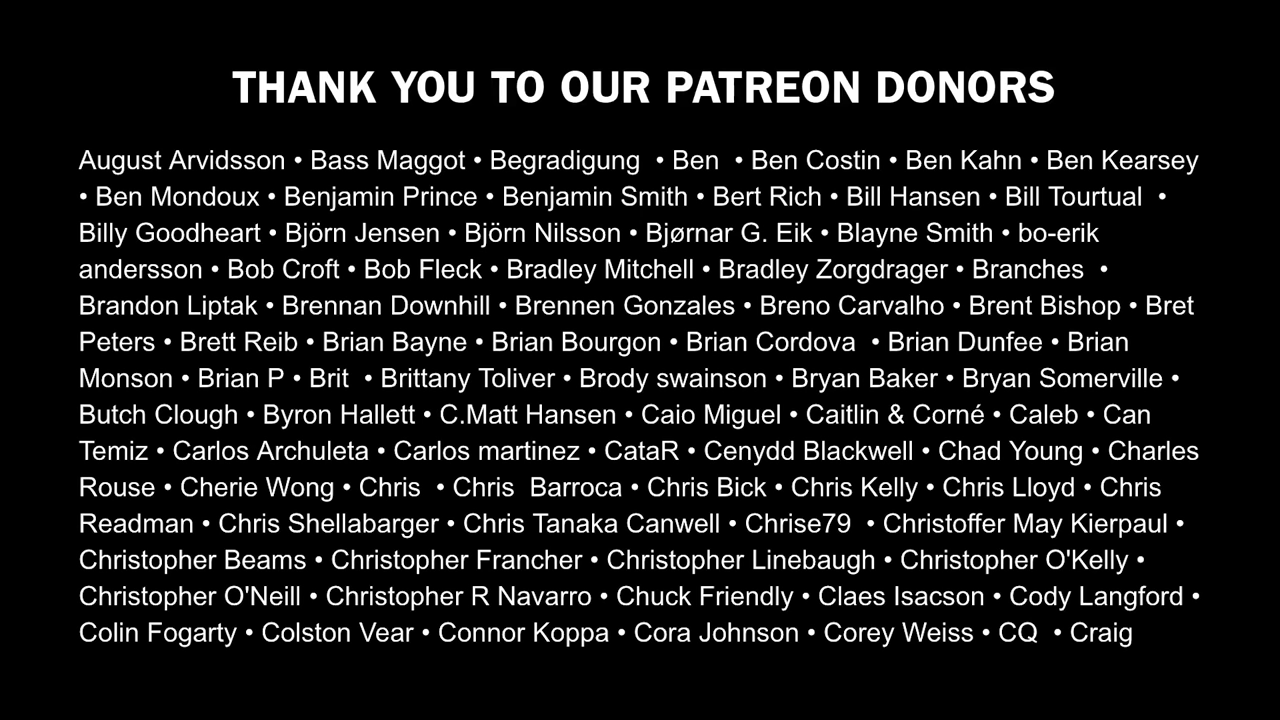 THANK YOU TO OUR PATREON DONORS
August Arvidsson • Bass Maggot • Begradigung • Ben • Ben Costin • Ben Kahn • Ben Kearsey
• Ben Mondoux • Benjamin Prince • Benjamin Smith • Bert Rich • Bill Hansen • Bill Tourtual •
Billy Goodheart • Björn Jensen • Björn Nilsson • Bjørnar G. Eik • Blayne Smith • bo-erik
andersson • Bob Croft • Bob Fleck • Bradley Mitchell • Bradley Zorgdrager • Branches •
Brandon Liptak • Brennan Downhill • Brennen Gonzales • Breno Carvalho • Brent Bishop • Bret
Peters • Brett Reib • Brian Bayne • Brian Bourgon • Brian Cordova • Brian Dunfee • Brian
Monson • Brian P • Brit • Brittany Toliver • Brody swainson • Bryan Baker • Bryan Somerville •
Butch Clough • Byron Hallett • C.Matt Hansen • Caio Miguel • Caitlin & Corné • Caleb • Can
Temiz • Carlos Archuleta • Carlos martinez • CataR • Cenydd Blackwell • Chad Young • Charles
Rouse • Cherie Wong • Chris • Chris Barroca • Chris Bick • Chris Kelly • Chris Lloyd • Chris
Readman • Chris Shellabarger • Chris Tanaka Canwell • Chrise79 • Christoffer May Kierpaul •
Christopher Beams • Christopher Francher • Christopher Linebaugh • Christopher O'Kelly •
Christopher O'Neill • Christopher R Navarro • Chuck Friendly • Claes Isacson • Cody Langford •
Colin Fogarty • Colston Vear • Connor Koppa • Cora Johnson • Corey Weiss • CQ • Craig